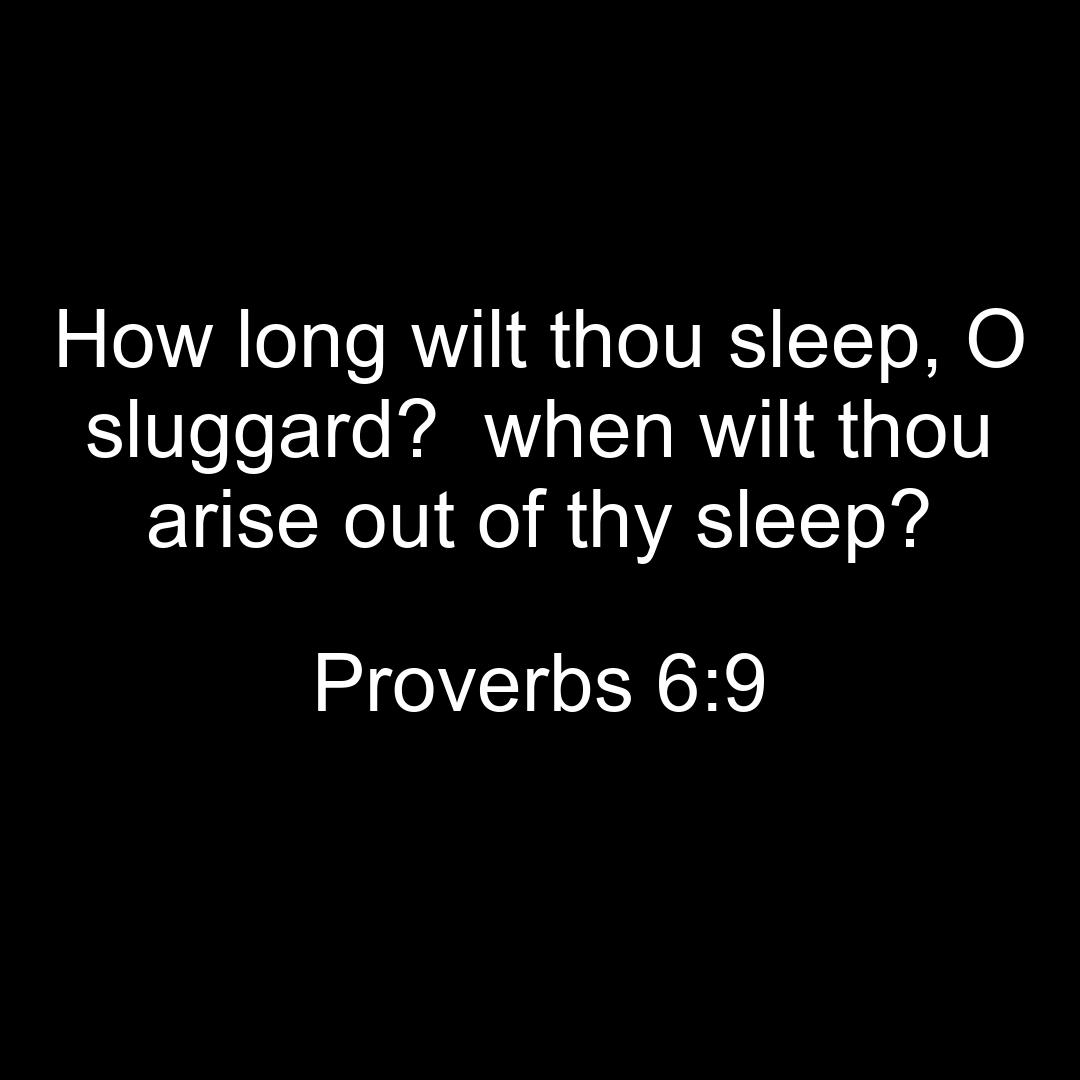 How long wilt thou sleep, O
sluggard?  when wilt thou
arise out of thy sleep?
Proverbs 6:9